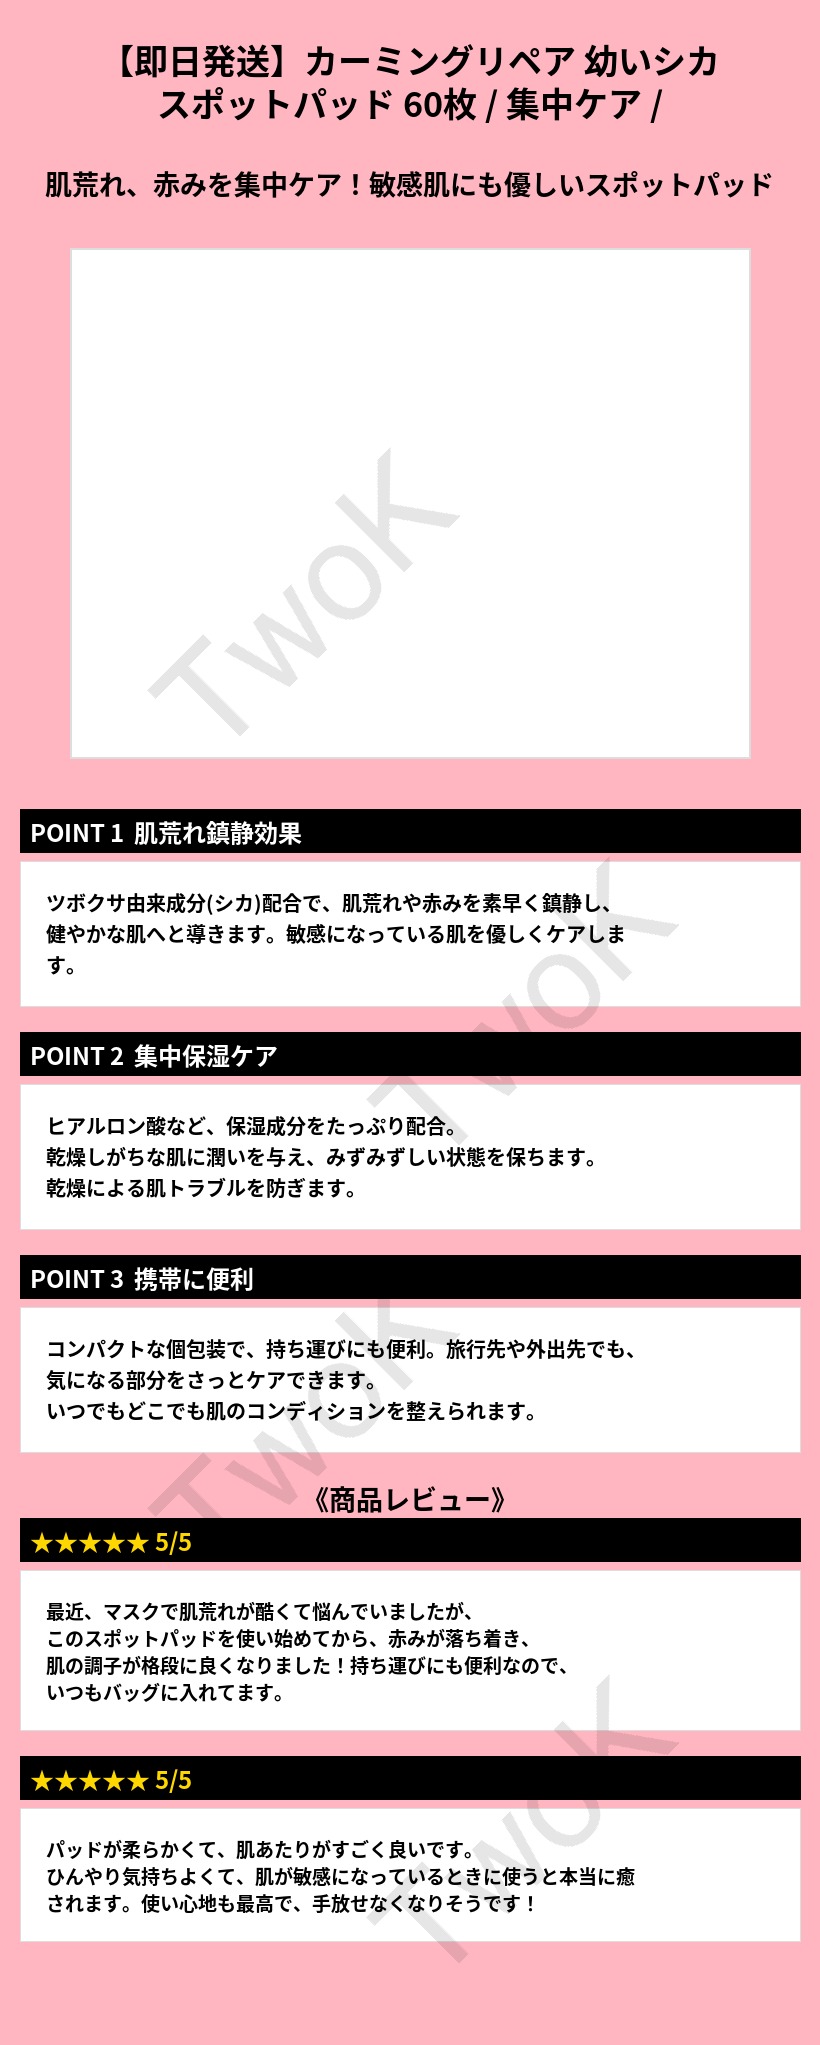 【即日発送】カーミングリペア 幼いシカ
スポットパッド 60枚 / 集中ケア /
肌荒れ、赤みを集中ケア！敏感肌にも優しいスポットパッド
TwoK
POINT 1 肌荒れ鎮静効果
ツボクサ由来成分(シカ)配合で、肌荒れや赤みを素早く鎮静し、
健やかな肌へと導きます。敏感になっている肌を優しくケアしま
す。
TwoK
POINT 2 集中保湿ケア
ヒアルロン酸など、保湿成分をたっぷり配合。
乾燥しがちな肌に潤いを与え、みずみずしい状態を保ちます。
乾燥による肌トラブルを防ぎます。
POINT 3 携帯に便利
コンパクトな個包装で、持ち運びにも便利。旅行先や外出先でも、
気になる部分をさっとケアできます。
いつでもどこでも肌のコンディションを整えられます。
TwoK
《商品レビュー》
★★★★★ 5/5
最近、マスクで肌荒れが酷くて悩んでいましたが、
このスポットパッドを使い始めてから、赤みが落ち着き、
肌の調子が格段に良くなりました！持ち運びにも便利なので、
いつもバッグに入れてます。
★★★★★ 5/5
パッドが柔らかくて、肌あたりがすごく良いです。
ひんやり気持ちよくて、肌が敏感になっているときに使うと本当に癒
されます。使い心地も最高で、手放せなくなりそうです！
TwoK